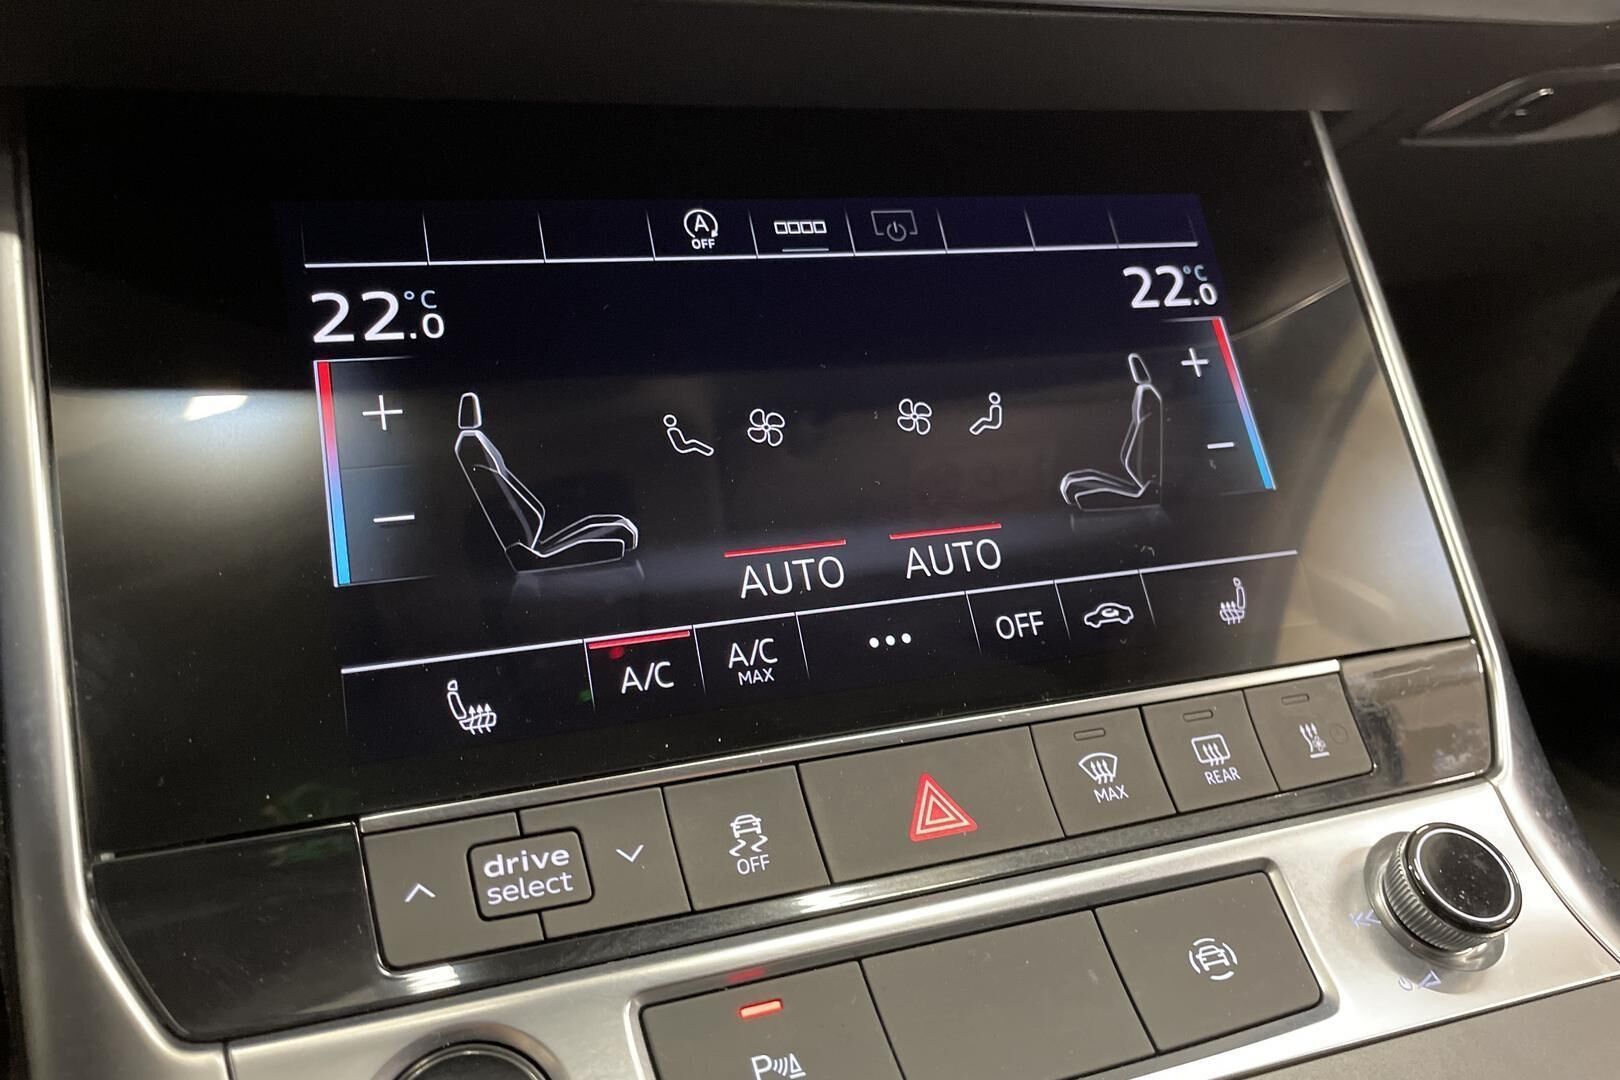 A
OFF
22.0 °C
22.0 °C
+
+
−
−
AUTO
AUTO
A/C
A/C
MAX
OFF
MAX
REAR
drive
select
OFF
P